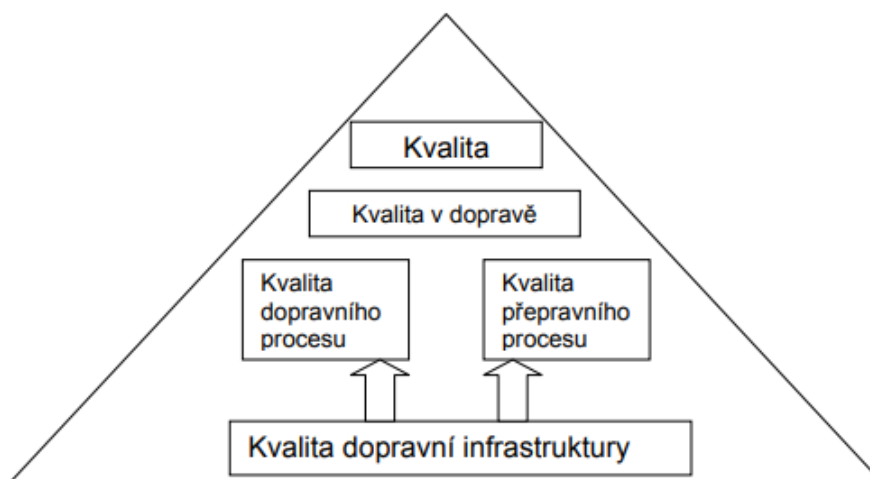 Kvalita
Kvalita v dopravě
Kvalita
dopravního
procesu
Kvalita
přepravního
procesu
Kvalita dopravní infrastruktury